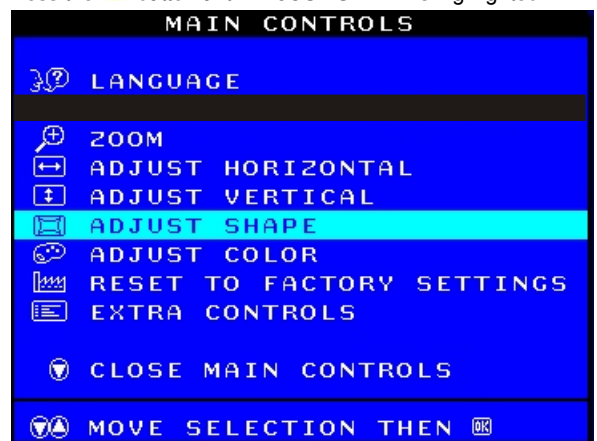 MAIN CONTROLS
LANGUAGE
ZOOM
ADJUST HORIZONTAL
ADJUST VERTICAL
ADJUST SHAPE
ADJUST COLOR
RESET TO FACTORY SETTINGS
EXTRA CONTROLS
CLOSE MAIN CONTROLS
MOVE SELECTION THEN OK